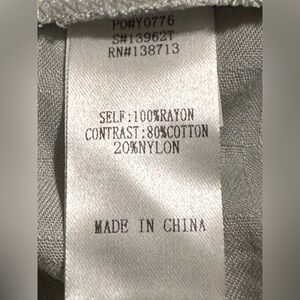 PO#Y0776
S#13962T
RN#138713
SELF:100%RAYON
CONTRAST:80%COTTON
20%NYLON
MADE IN CHINA